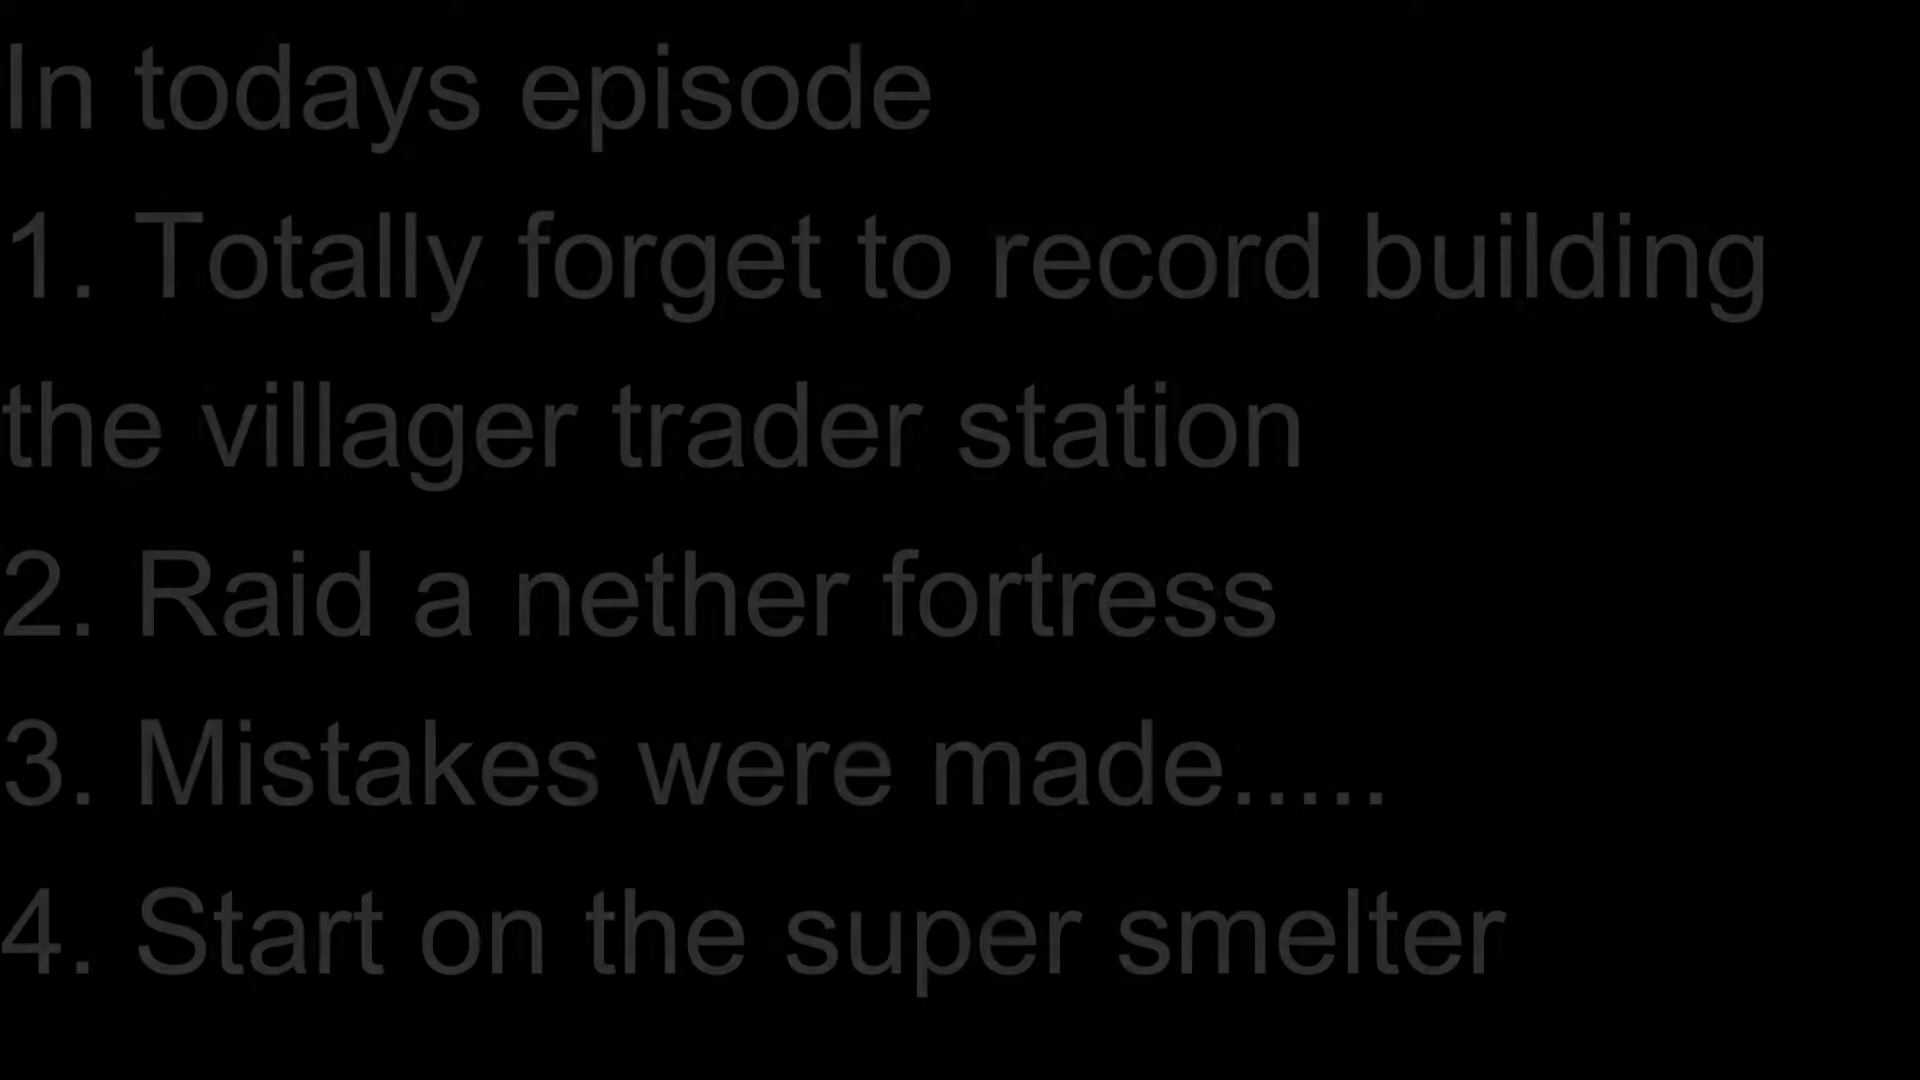 In todays episode
1. Totally forget to record building
the villager trader station
2. Raid a nether fortress
3. Mistakes were made.....
4. Start on the super smelter